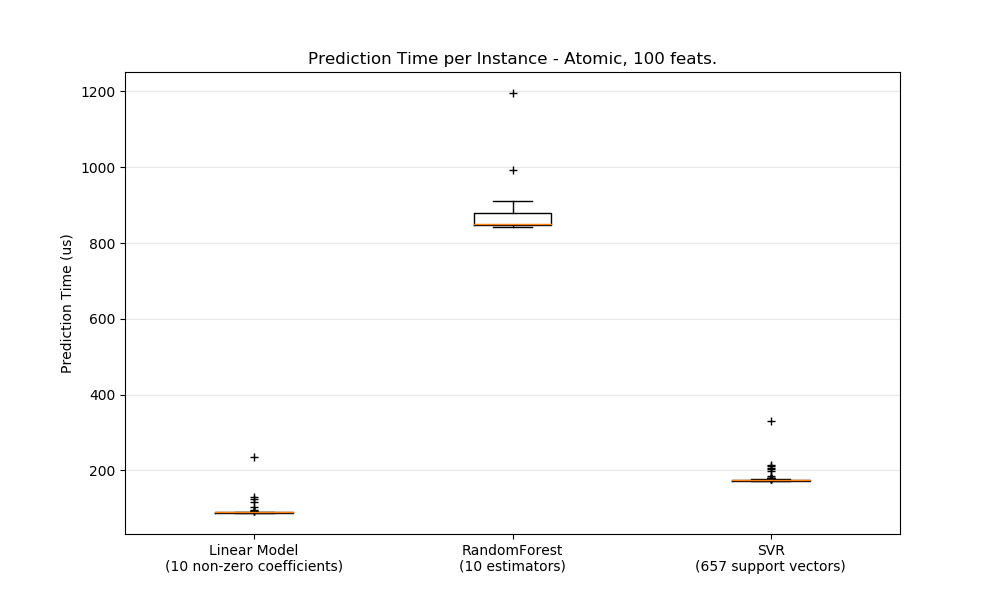 Prediction Time per Instance - Atomic, 100 feats.
1200
1000
800
600
400
200
Prediction Time (us)
Linear Model
(10 non-zero coefficients)
RandomForest
(10 estimators)
SVR
(657 support vectors)